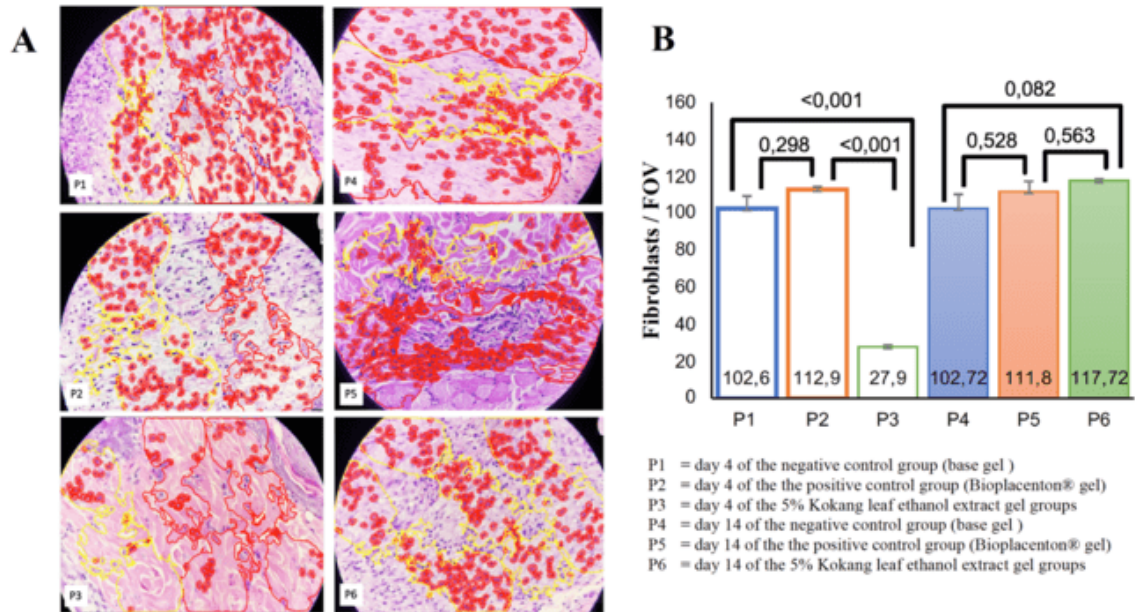 A
P1
P4
P2
P5
P3
P6
B
Fibroblasts / FOV
160
140
120
100
80
60
40
20
0
<0,001
0,298
<0,001
0,082
0,528
0,563
102,6
112,9
27,9
102,72
111,8
117,72
P1
P2
P3
P4
P5
P6
P1 = day 4 of the negative control group (base gel )
P2 = day 4 of the the positive control group (Bioplacenton® gel)
P3 = day 4 of the 5% Kokang leaf ethanol extract gel groups
P4 = day 14 of the negative control group (base gel )
P5 = day 14 of the the positive control group (Bioplacenton® gel)
P6 = day 14 of the 5% Kokang leaf ethanol extract gel groups